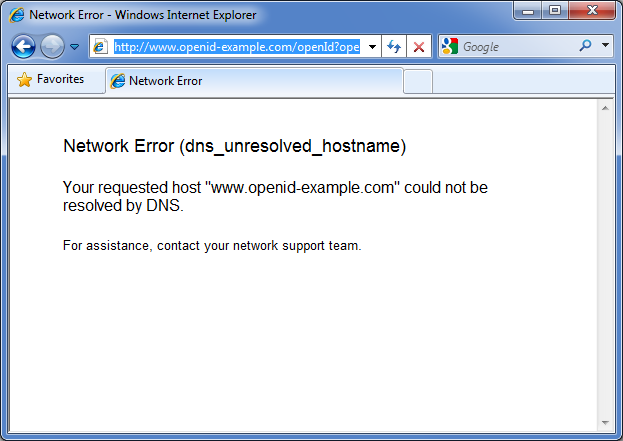 Network Error - Windows Internet Explorer
http://www.openid-example.com/openId?ope
Google
Favorites
Network Error
Network Error (dns_unresolved_hostname)
Your requested host "www.openid-example.com" could not be
resolved by DNS.
For assistance, contact your network support team.